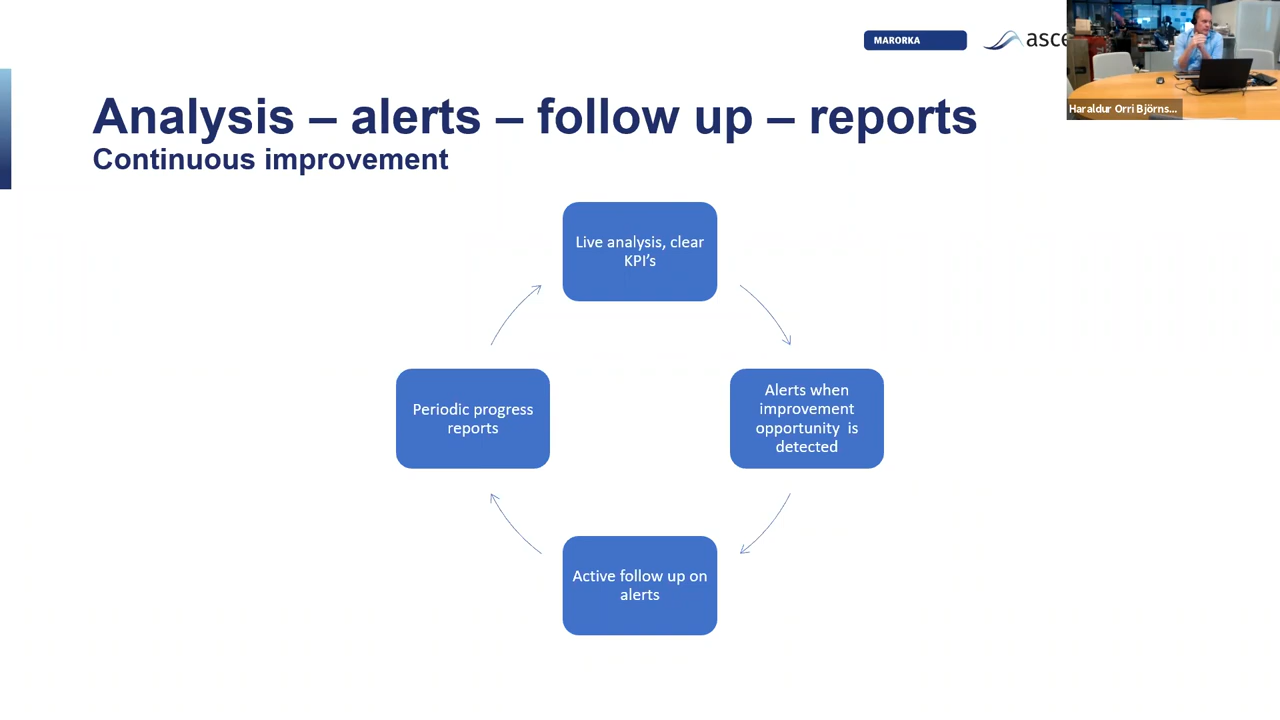 MARORKA
asce
Haraldur Orri Björns...
Analysis – alerts – follow up – reports
Continuous improvement
Live analysis, clear
KPI's
Alerts when
improvement
opportunity is
detected
Active follow up on
alerts
Periodic progress
reports